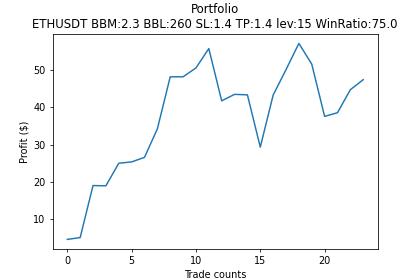 Portfolio
ETHUSDT BBM:2.3 BBL:260 SL:1.4 TP:1.4 lev:15 WinRatio:75.0
50
40
30
20
10
Profit ($)
0 5 10 15 20
Trade counts